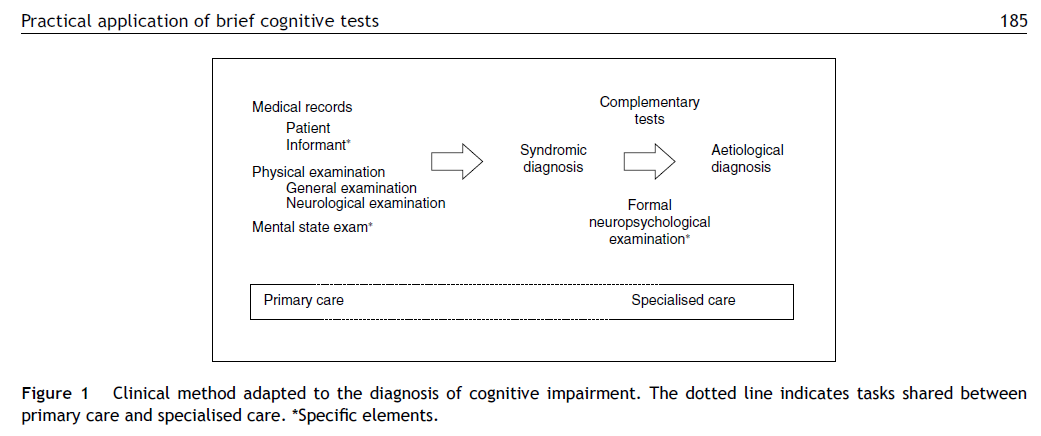 Practical application of brief cognitive tests
185
Medical records
Patient
Informant*
Physical examination
General examination
Neurological examination
Mental state exam*
Syndromic
diagnosis
Complementary
tests
Formal
neuropsychological
examination*
Aetiological
diagnosis
Primary care
Specialised care
Figure 1 Clinical method adapted to the diagnosis of cognitive impairment. The dotted line indicates tasks shared between
primary care and specialised care. *Specific elements.